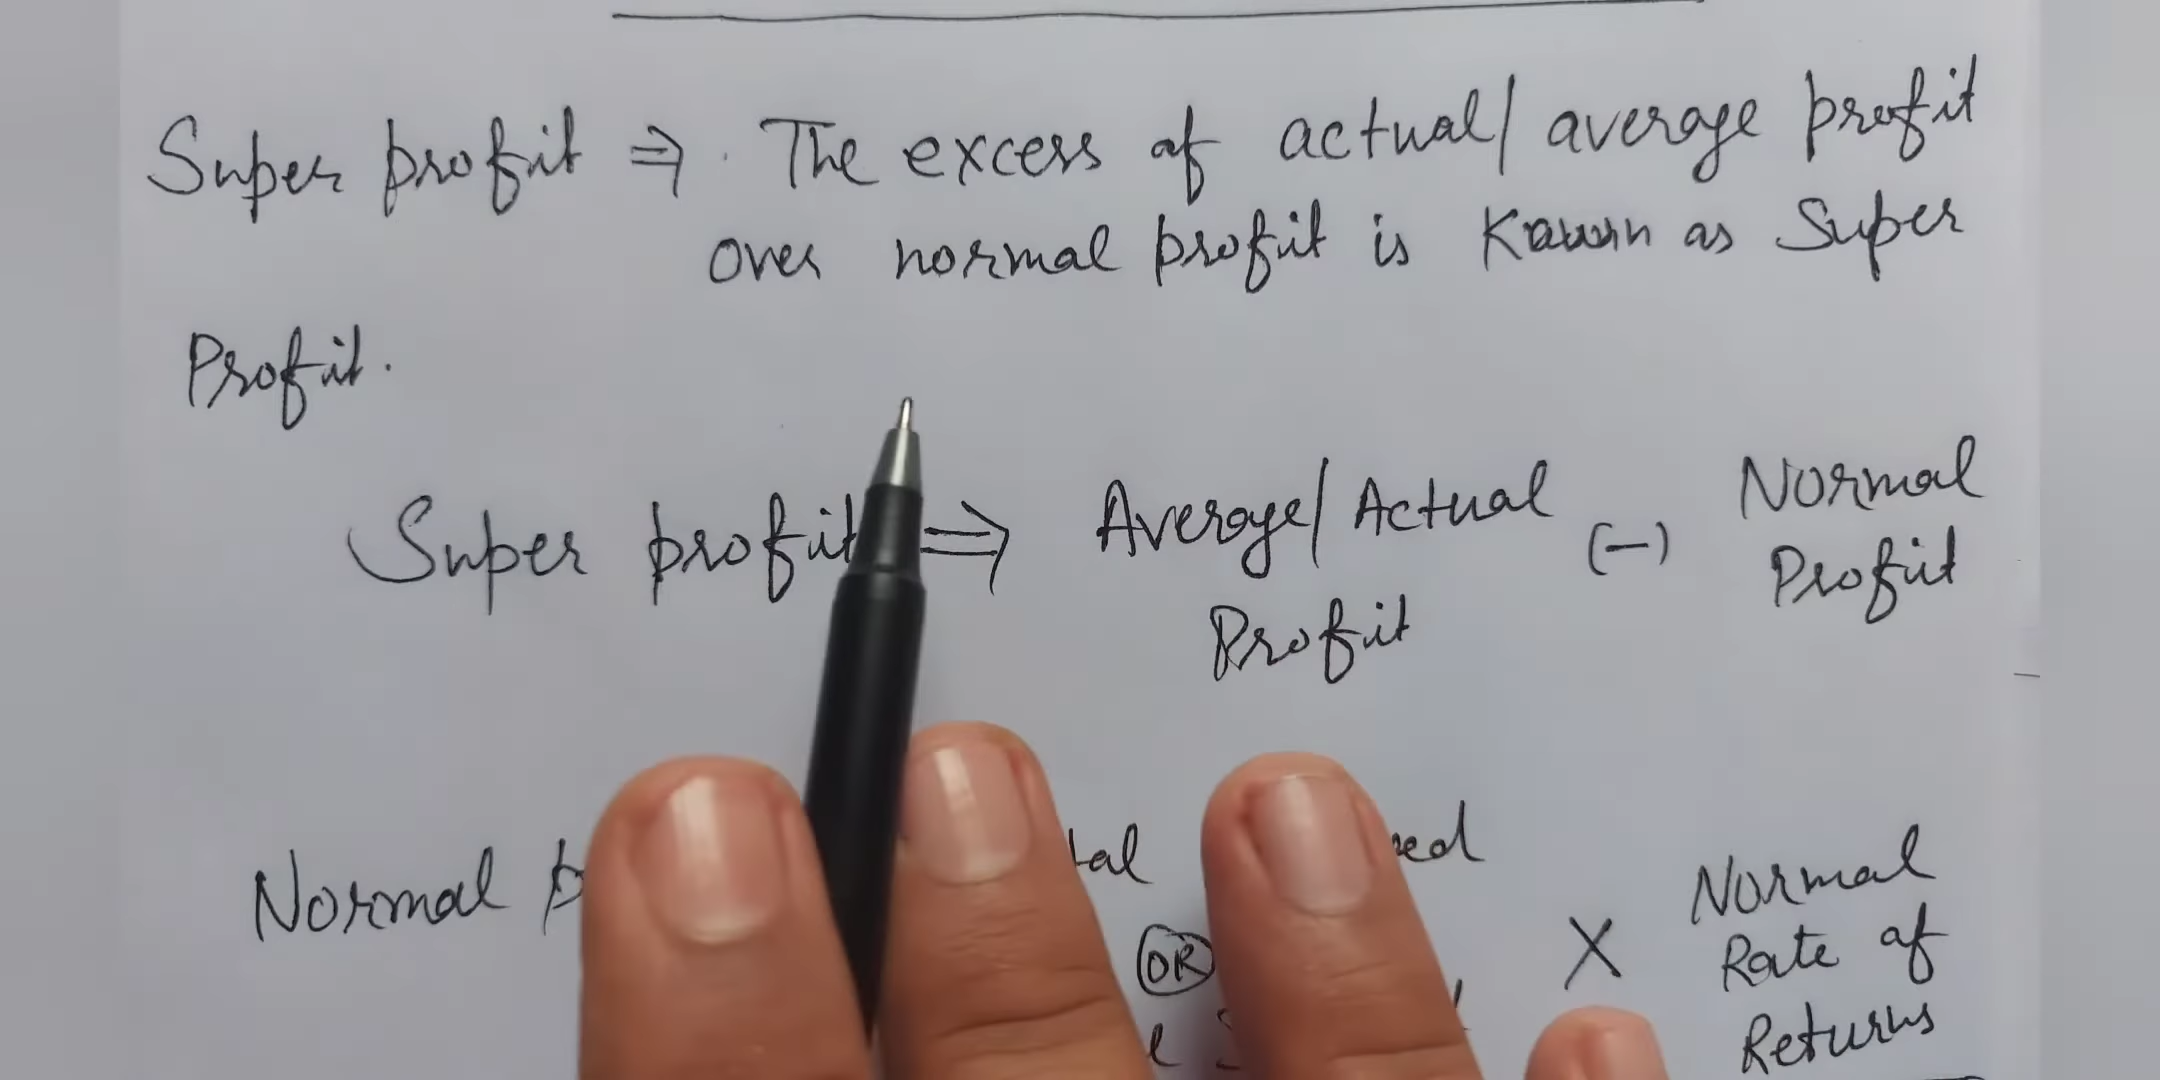 Super profit ⇒ The excess of actual/average profit
over normal profit is Known as Super
Profit.
Super profit ⇒ Average/Actual Profit (-) Normal Profit
Normal
OR
X Normal Rate of Returns